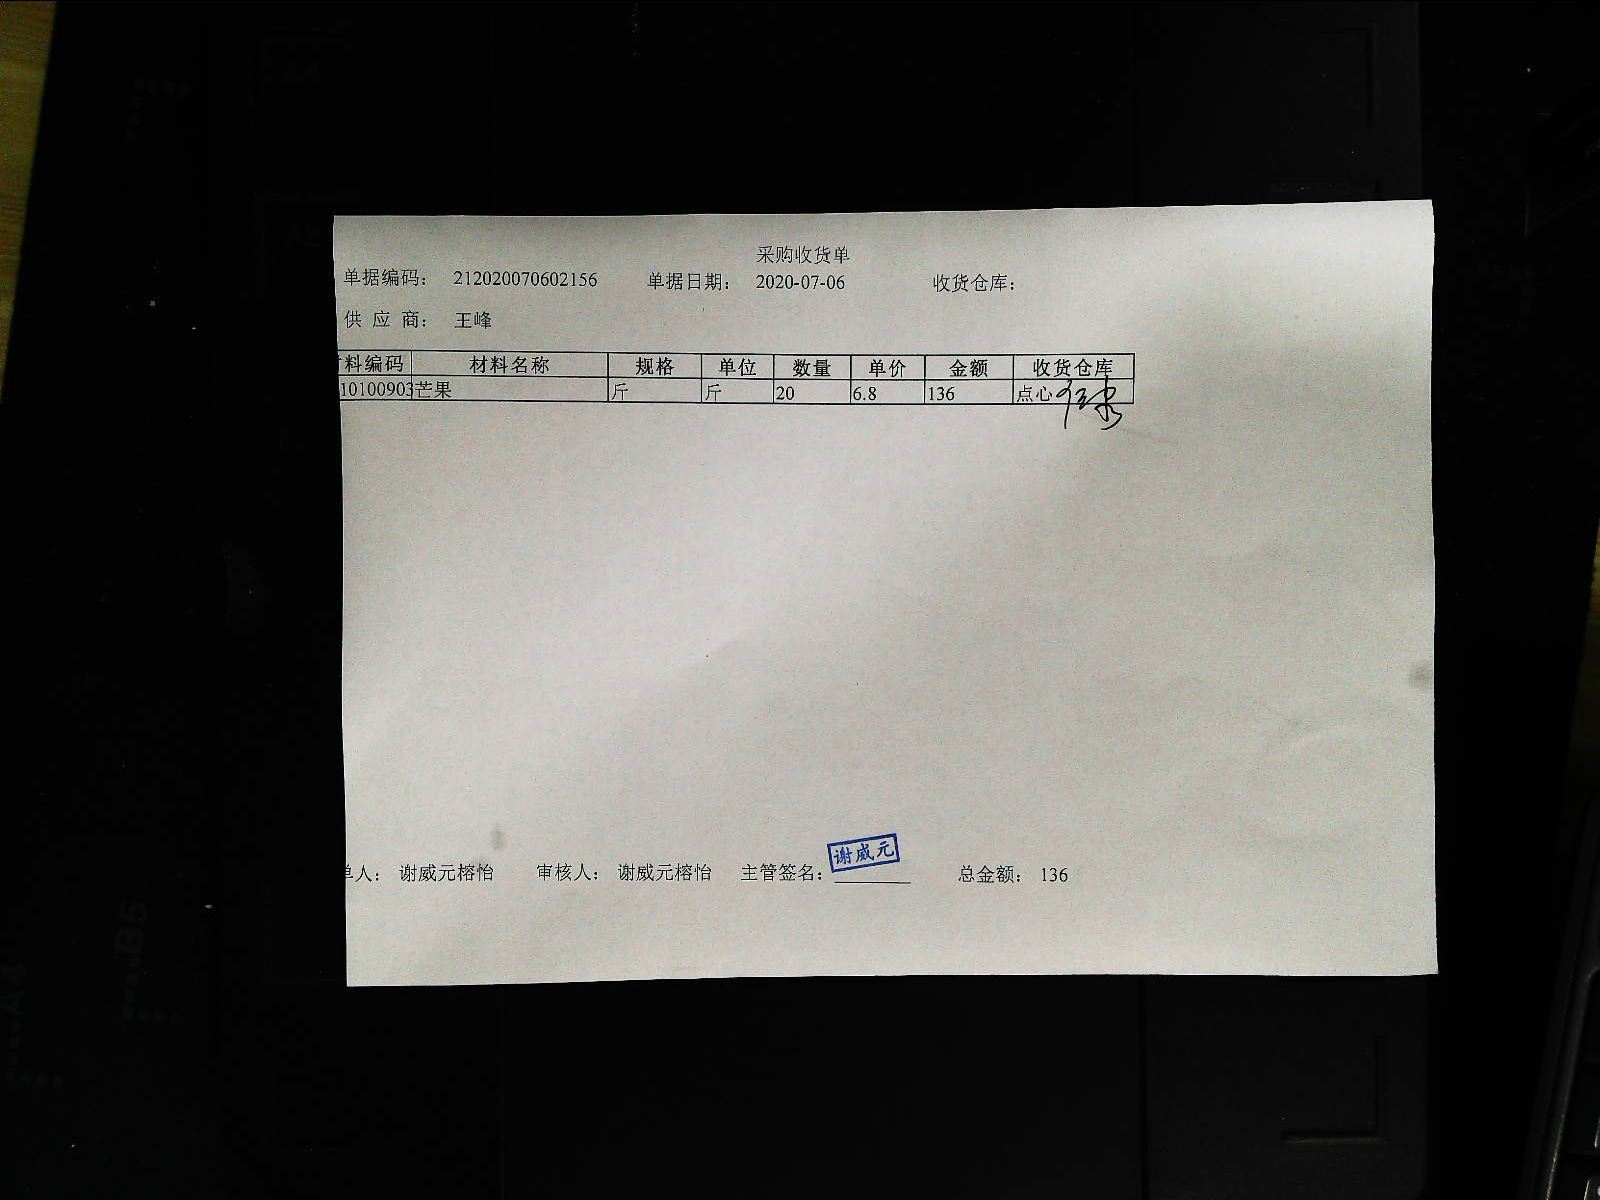 采购收货单
单据编码： 212020070602156 单据日期： 2020-07-06 收货仓库：
供 应 商： 王峰
料编码 材料名称 规格 单位 数量 单价 金额 收货仓库
10100903 芒果 斤 斤 20 6.8 136 点心
谢威元
单人： 谢威元榕怡 审核人： 谢威元榕怡 主管签名： 总金额： 136
B5
A4